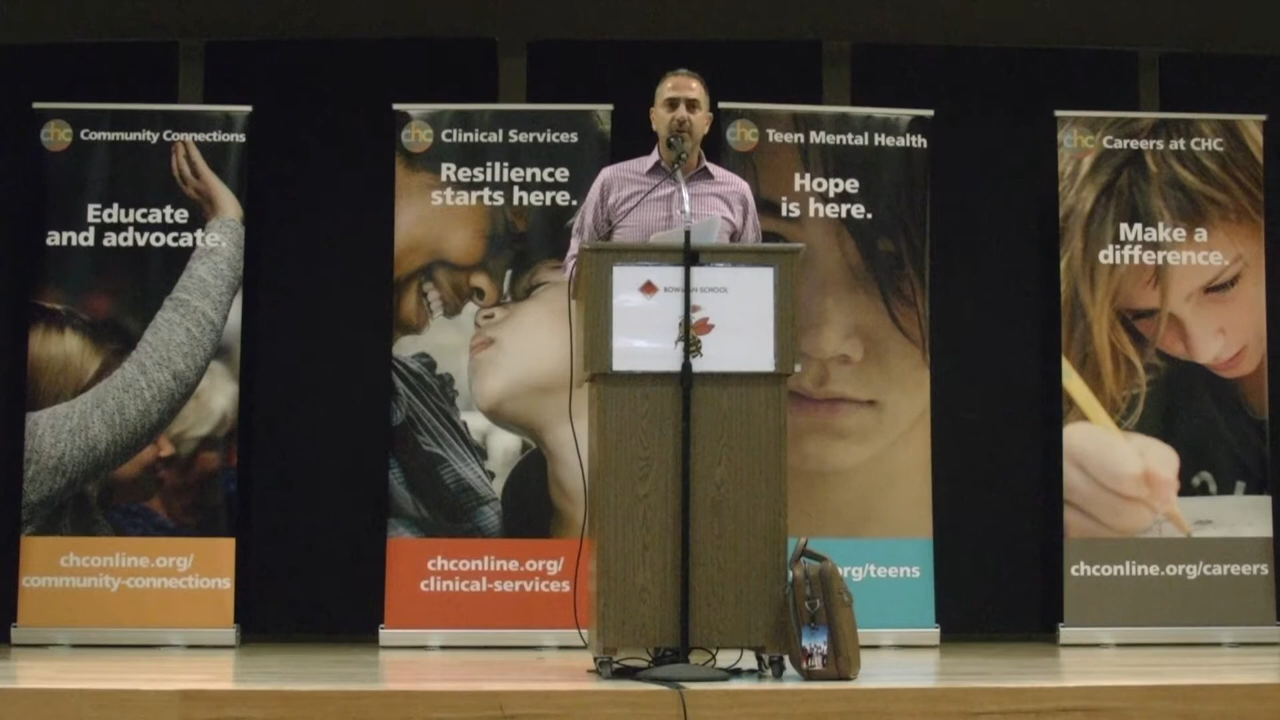 chc Community Connections
Educate
and advocate.
chconline.org/
community-connections
chc Clinical Services
Resilience
starts here.
chconline.org/
clinical-services
BOWMAN SCHOOL
chc Teen Mental Health
Hope
is here.
org/teens
chc Careers at CHC
Make a
difference.
chconline.org/careers